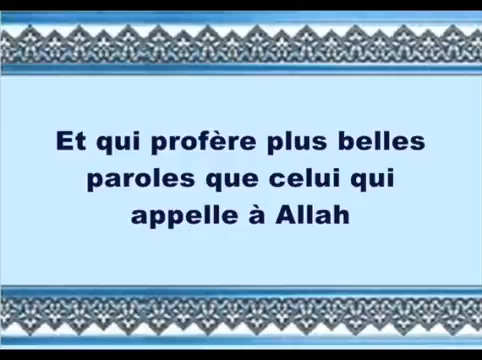 Et qui profère plus belles
paroles que celui qui
appelle à Allah